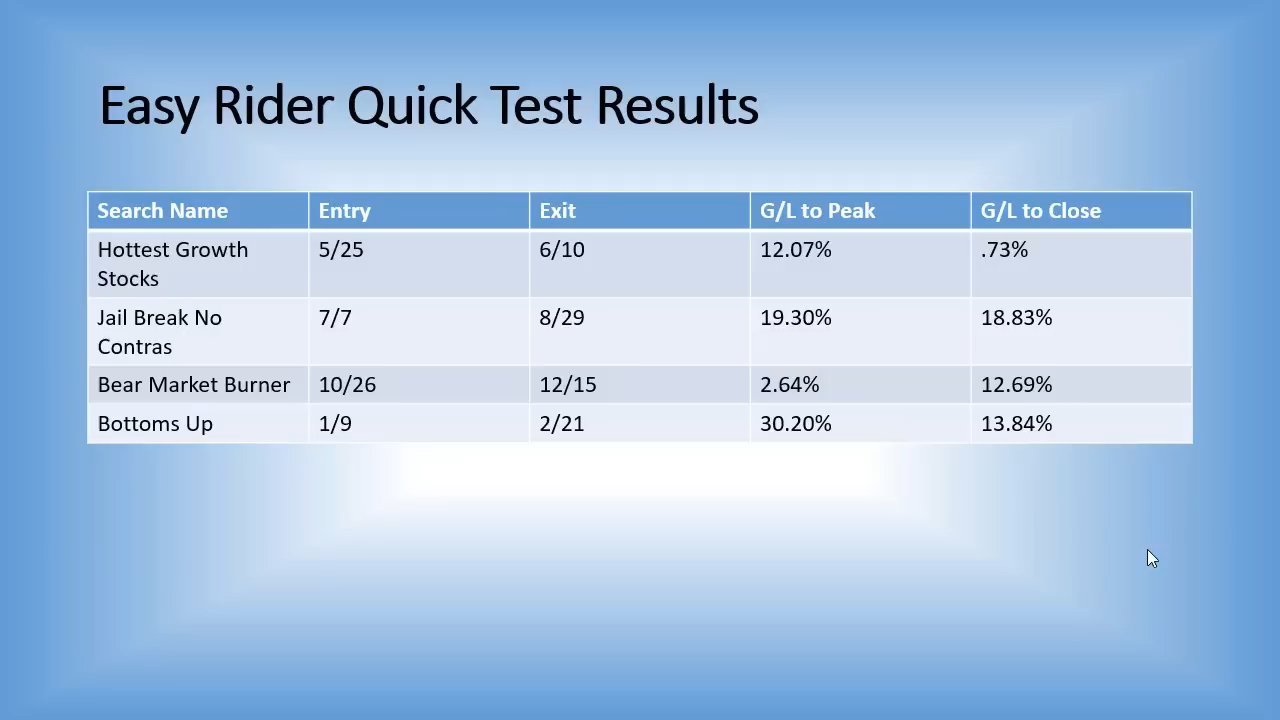 Easy Rider Quick Test Results
Search Name Entry Exit G/L to Peak G/L to Close
Hottest Growth 5/25 6/10 12.07% .73%
Stocks
Jail Break No 7/7 8/29 19.30% 18.83%
Contras
Bear Market Burner 10/26 12/15 2.64% 12.69%
Bottoms Up 1/9 2/21 30.20% 13.84%